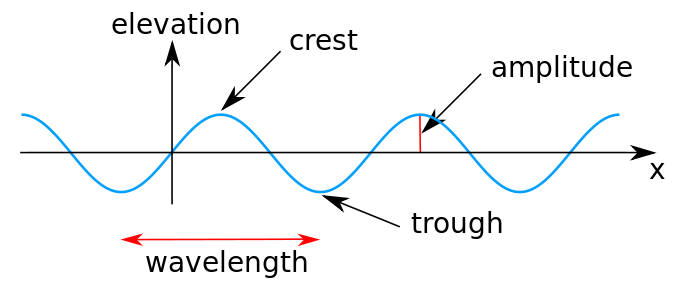 elevation
crest
amplitude
x
trough
wavelength